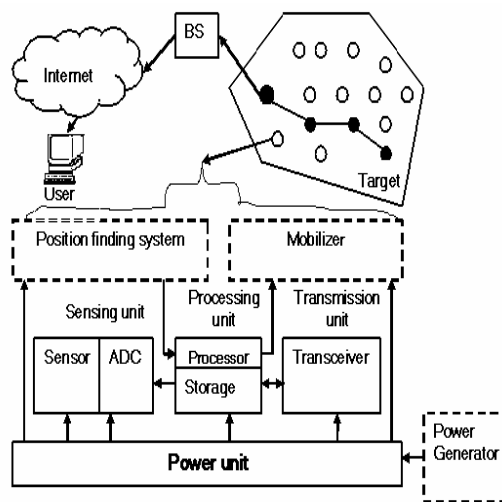 BS
Internet
User
Target
Position finding system
Mobilizer
Sensing unit
Processing
unit
Transmission
unit
Sensor
ADC
Processor
Storage
Transceiver
Power
Generator
Power unit